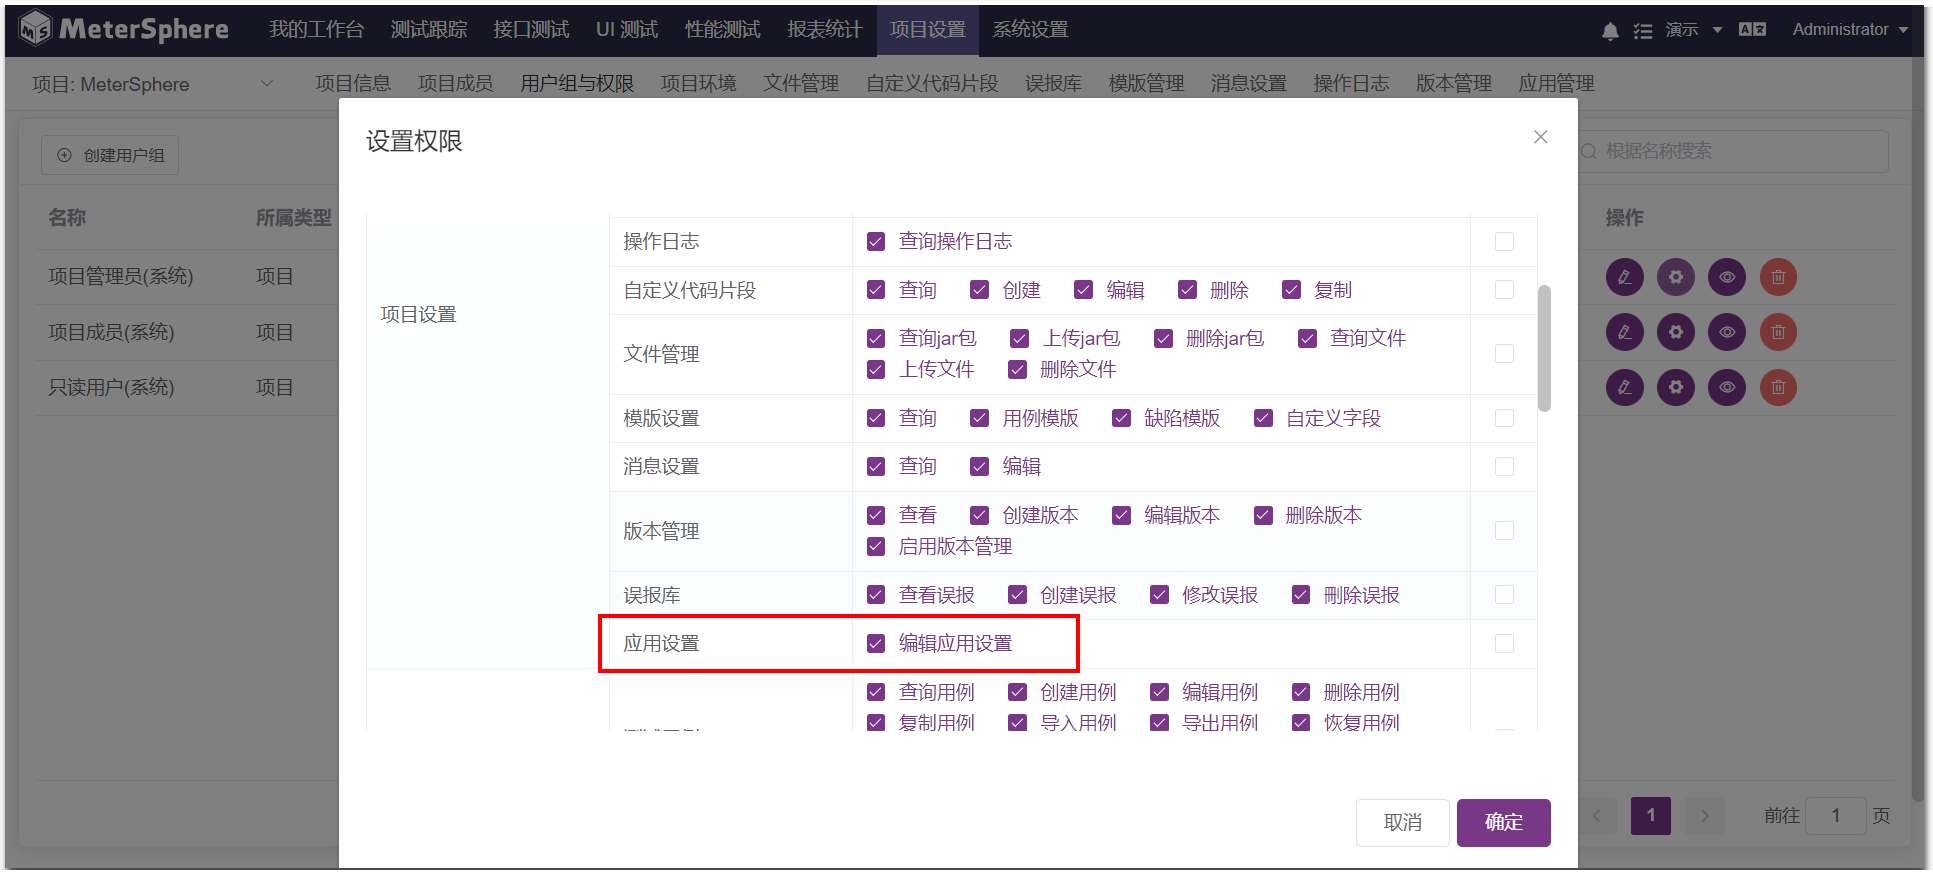 MeterSphere 我的工作台 测试跟踪 接口测试 UI 测试 性能测试 报表统计 项目设置 系统设置 演示 Administrator
项目: MeterSphere 项目信息 项目成员 用户组与权限 项目环境 文件管理 自定义代码片段 误报库 模版管理 消息设置 操作日志 版本管理 应用管理
设置权限
创建用户组
根据名称搜索
名称 所属类型 操作
项目管理员(系统) 项目
项目成员(系统) 项目
只读用户(系统) 项目
项目设置
操作日志 查询操作日志
自定义代码片段 查询 创建 编辑 删除 复制
文件管理 查询jar包 上传jar包 删除jar包 查询文件
上传文件 删除文件
模版设置 查询 用例模版 缺陷模版 自定义字段
消息设置 查询 编辑
版本管理 查看 创建版本 编辑版本 删除版本
启用版本管理
误报库 查看误报 创建误报 修改误报 刪除误报
应用设置 编辑应用设置
查询用例 创建用例 编辑用例 删除用例
复制用例 导入用例 导出用例 恢复用例
取消 确定
1 前往 1 页